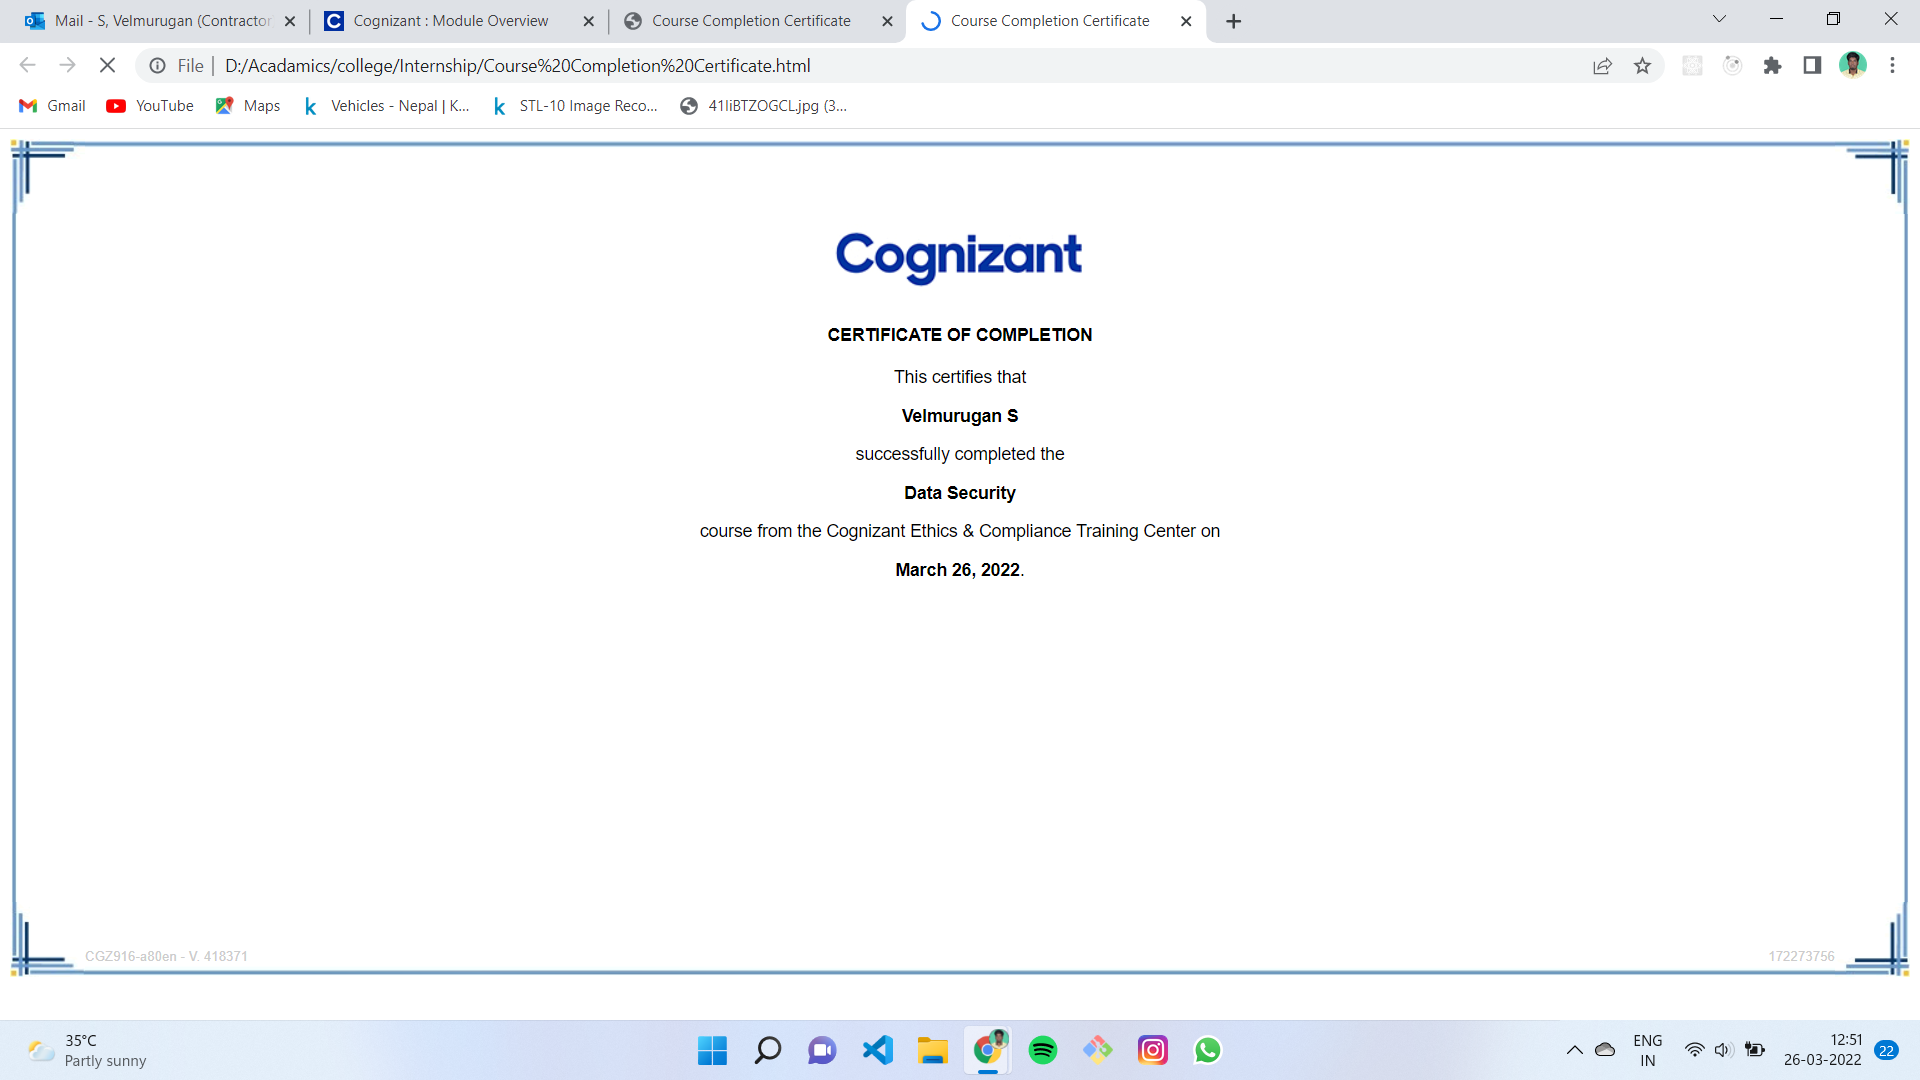 Mail - S, Velmurugan (Contractor
Cognizant : Module Overview
Course Completion Certificate
Course Completion Certificate
File
D:/Acadamics/college/Internship/Course%20Completion%20Certificate.html
Gmail
YouTube
Maps
Vehicles - Nepal | K...
STL-10 Image Reco...
41IiBTZOGCL.jpg (3...
Cognizant
CERTIFICATE OF COMPLETION
This certifies that
Velmurugan S
successfully completed the
Data Security
course from the Cognizant Ethics & Compliance Training Center on
March 26, 2022.
CGZ916-a80en - V. 418371
172273756
35°C
Partly sunny
ENG
IN
12:51
26-03-2022
22